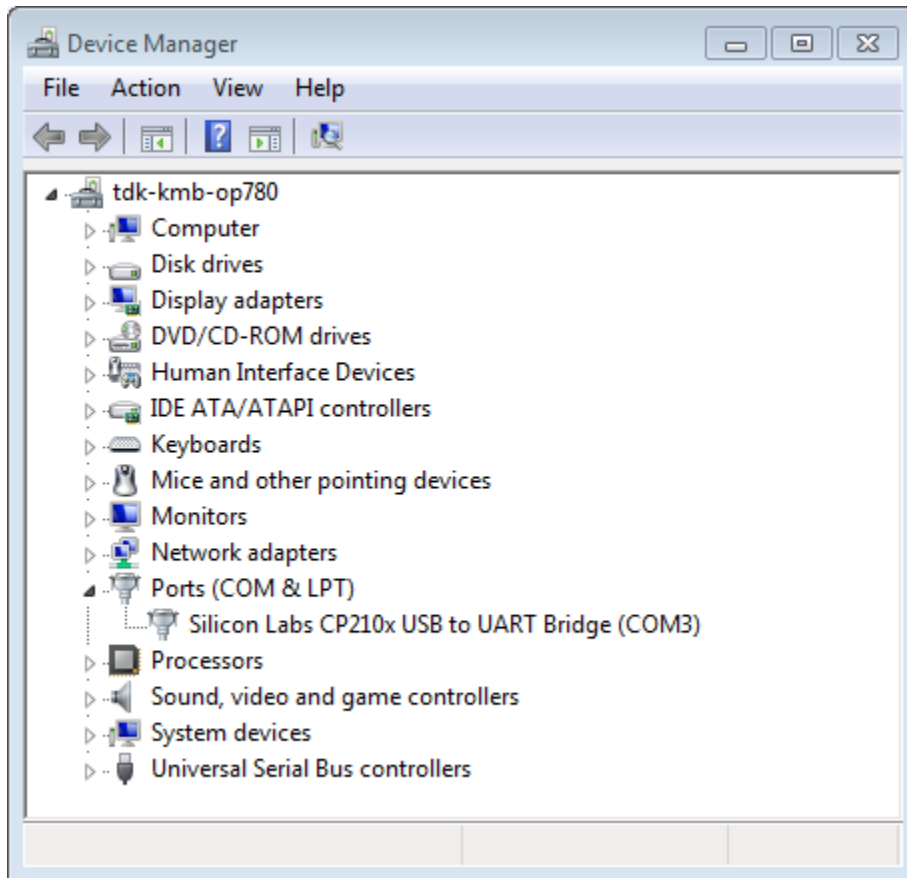 Device Manager
File Action View Help
?
tdk-kmb-op780
Computer
Disk drives
Display adapters
DVD/CD-ROM drives
Human Interface Devices
IDE ATA/ATAPI controllers
Keyboards
Mice and other pointing devices
Monitors
Network adapters
Ports (COM & LPT)
Silicon Labs CP210x USB to UART Bridge (COM3)
Processors
Sound, video and game controllers
System devices
Universal Serial Bus controllers